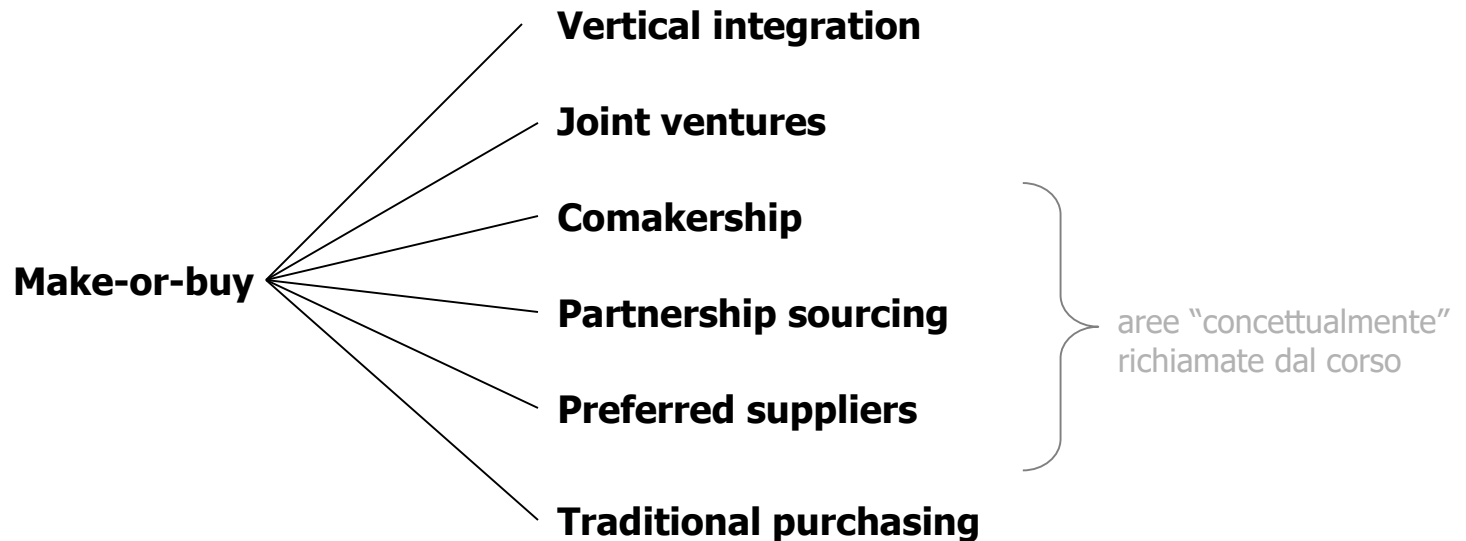 Vertical integration
Joint ventures
Comakership
Make-or-buy
Partnership sourcing
aree “concettualmente”
richiamate dal corso
Preferred suppliers
Traditional purchasing